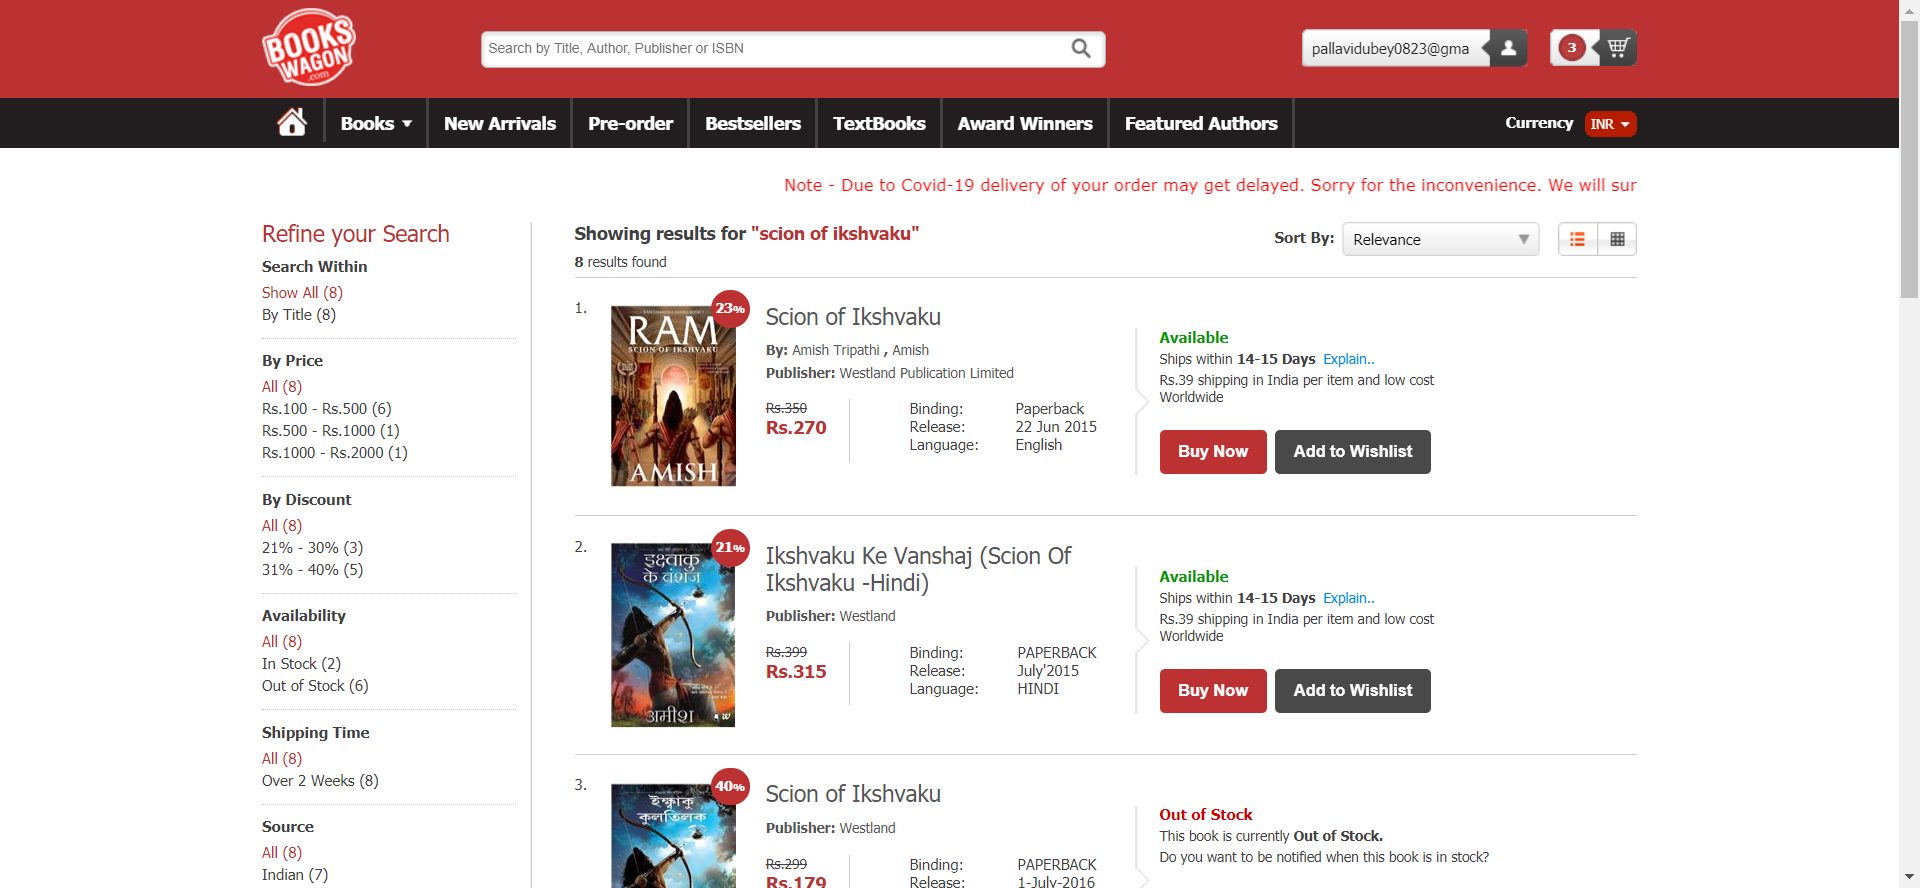 BOOKS
WAGON
.com
Search by Title, Author, Publisher or ISBN
pallavidubey0823@gma
3
Books
New Arrivals
Pre-order
Bestsellers
TextBooks
Award Winners
Featured Authors
Currency
INR
Note - Due to Covid-19 delivery of your order may get delayed. Sorry for the inconvenience. We will sur
Refine your Search
Search Within
Show All (8)
By Title (8)
By Price
All (8)
Rs.100 - Rs.500 (6)
Rs.500 - Rs.1000 (1)
Rs.1000 - Rs.2000 (1)
By Discount
All (8)
21% - 30% (3)
31% - 40% (5)
Availability
All (8)
In Stock (2)
Out of Stock (6)
Shipping Time
All (8)
Over 2 Weeks (8)
Source
All (8)
Indian (7)
Showing results for "scion of ikshvaku"
8 results found
Sort By:
Relevance
1.
23%
RAM
SCION OF IKSHVAKU
AMISH
Scion of Ikshvaku
By: Amish Tripathi , Amish
Publisher: Westland Publication Limited
Rs.350
Rs.270
Binding: Paperback
Release: 22 Jun 2015
Language: English
Available
Ships within 14-15 Days Explain..
Rs.39 shipping in India per item and low cost
Worldwide
Buy Now
Add to Wishlist
2.
21%
इक्ष्वाकु
के वंशज
अमीश
Ikshvaku Ke Vanshaj (Scion Of
Ikshvaku -Hindi)
Publisher: Westland
Rs.399
Rs.315
Binding: PAPERBACK
Release: July'2015
Language: HINDI
Available
Ships within 14-15 Days Explain..
Rs.39 shipping in India per item and low cost
Worldwide
Buy Now
Add to Wishlist
3.
40%
ইক্ষ্বাকু
কুলতিলক
Scion of Ikshvaku
Publisher: Westland
Rs.299
Rs.179
Binding: PAPERBACK
Release: 1-July-2016
Out of Stock
This book is currently Out of Stock.
Do you want to be notified when this book is in stock?